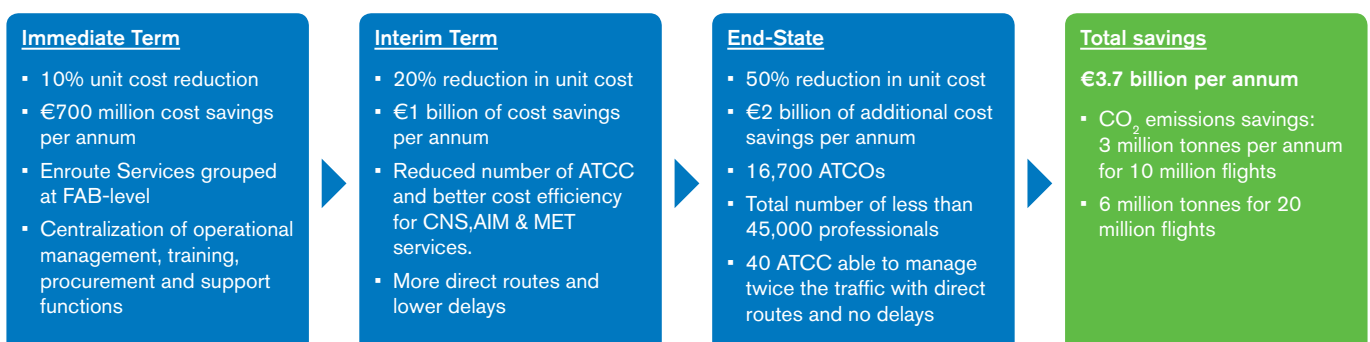 Immediate Term
▪ 10% unit cost reduction
▪ €700 million cost savings
per annum
▪ Enroute Services grouped
at FAB-level
▪ Centralization of operational
management, training,
procurement and support
functions
Interim Term
▪ 20% reduction in unit cost
▪ €1 billion of cost savings
per annum
▪ Reduced number of ATCC
and better cost efficiency
for CNS,AIM & MET
services.
▪ More direct routes and
lower delays
End-State
▪ 50% reduction in unit cost
▪ €2 billion of additional cost
savings per annum
▪ 16,700 ATCOs
▪ Total number of less than
45,000 professionals
▪ 40 ATCC able to manage
twice the traffic with direct
routes and no delays
Total savings
€3.7 billion per annum
▪ CO₂ emissions savings:
3 million tonnes per annum
for 10 million flights
▪ 6 million tonnes for 20
million flights